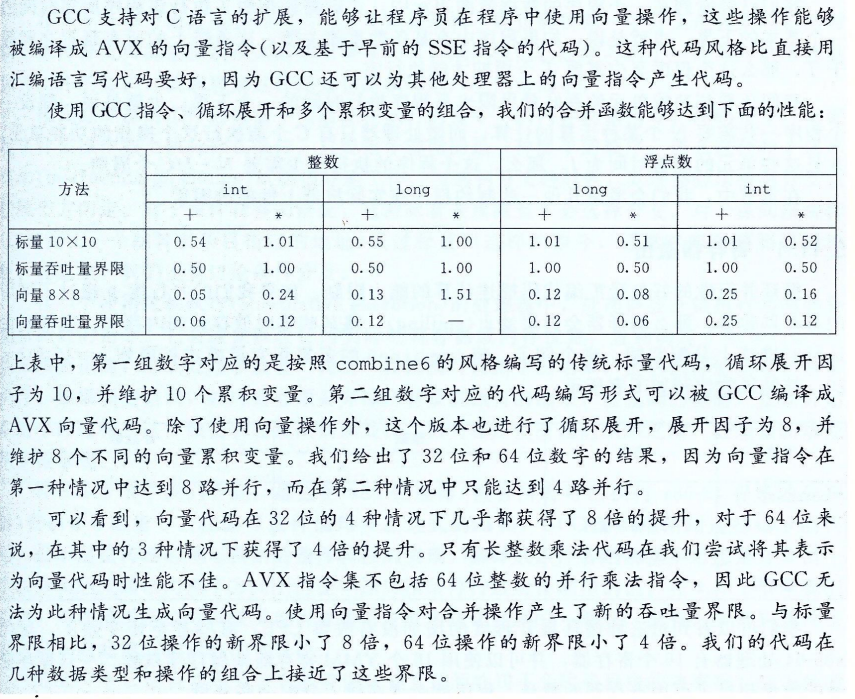 GCC 支持对 C 语言的扩展，能够让程序员在程序中使用向量操作，这些操作能够
被编译成 AVX 的向量指令(以及基于早前的 SSE 指令的代码)。这种代码风格比直接用
汇编语言写代码要好，因为 GCC 还可以为其他处理器上的向量指令产生代码。
使用 GCC 指令、循环展开和多个累积变量的组合，我们的合并函数能够达到下面的性能：
方法 整数 浮点数
int long long int
+ * + * + * + *
标量 10×10 0.54 1.01 0.55 1.00 1.01 0.51 1.01 0.52
标量吞吐量界限 0.50 1.00 0.50 1.00 1.00 0.50 1.00 0.50
向量 8×8 0.05 0.24 0.13 1.51 0.12 0.08 0.25 0.16
向量吞吐量界限 0.06 0.12 0.12 — 0.12 0.06 0.25 0.12
上表中，第一组数字对应的是按照 combine6 的风格编写的传统标量代码，循环展开因
子为 10，并维护 10 个累积变量。第二组数字对应的代码编写形式可以被 GCC 编译成
AVX 向量代码。除了使用向量操作外，这个版本也进行了循环展开，展开因子为 8，并
维护 8 个不同的向量累积变量。我们给出了 32 位和 64 位数字的结果，因为向量指令在
第一种情况中达到 8 路并行，而在第二种情况中只能达到 4 路并行。
可以看到，向量代码在 32 位的 4 种情况下几乎都获得了 8 倍的提升，对于 64 位来
说，在其中的 3 种情况下获得了 4 倍的提升。只有长整数乘法代码在我们尝试将其表示
为向量代码时性能不佳。AVX 指令集不包括 64 位整数的并行乘法指令，因此 GCC 无
法为此种情况生成向量代码。使用向量指令对合并操作产生了新的吞吐量界限。与标量
界限相比，32 位操作的新界限小了 8 倍，64 位操作的新界限小了 4 倍。我们的代码在
几种数据类型和操作的组合上接近了这些界限。